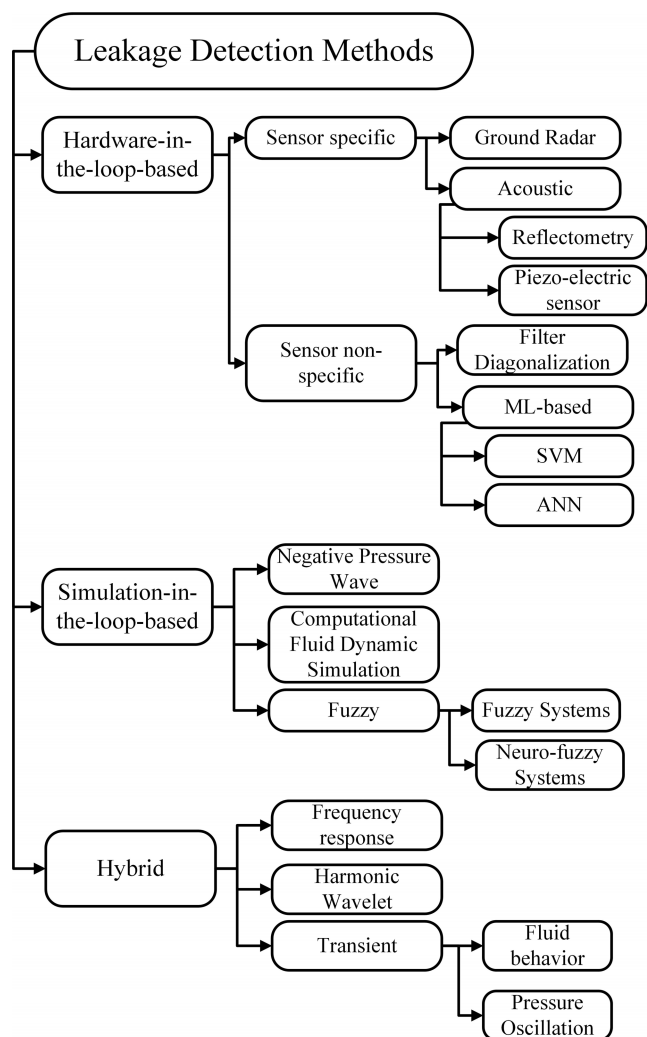 Leakage Detection Methods
Hardware-in-
the-loop-based
Sensor specific
Ground Radar
Acoustic
Reflectometry
Piezo-electric
sensor
Sensor non-
specific
Filter
Diagonalization
ML-based
SVM
ANN
Simulation-in-
the-loop-based
Negative Pressure
Wave
Computational
Fluid Dynamic
Simulation
Fuzzy
Fuzzy Systems
Neuro-fuzzy
Systems
Hybrid
Frequency
response
Harmonic
Wavelet
Transient
Fluid
behavior
Pressure
Oscillation